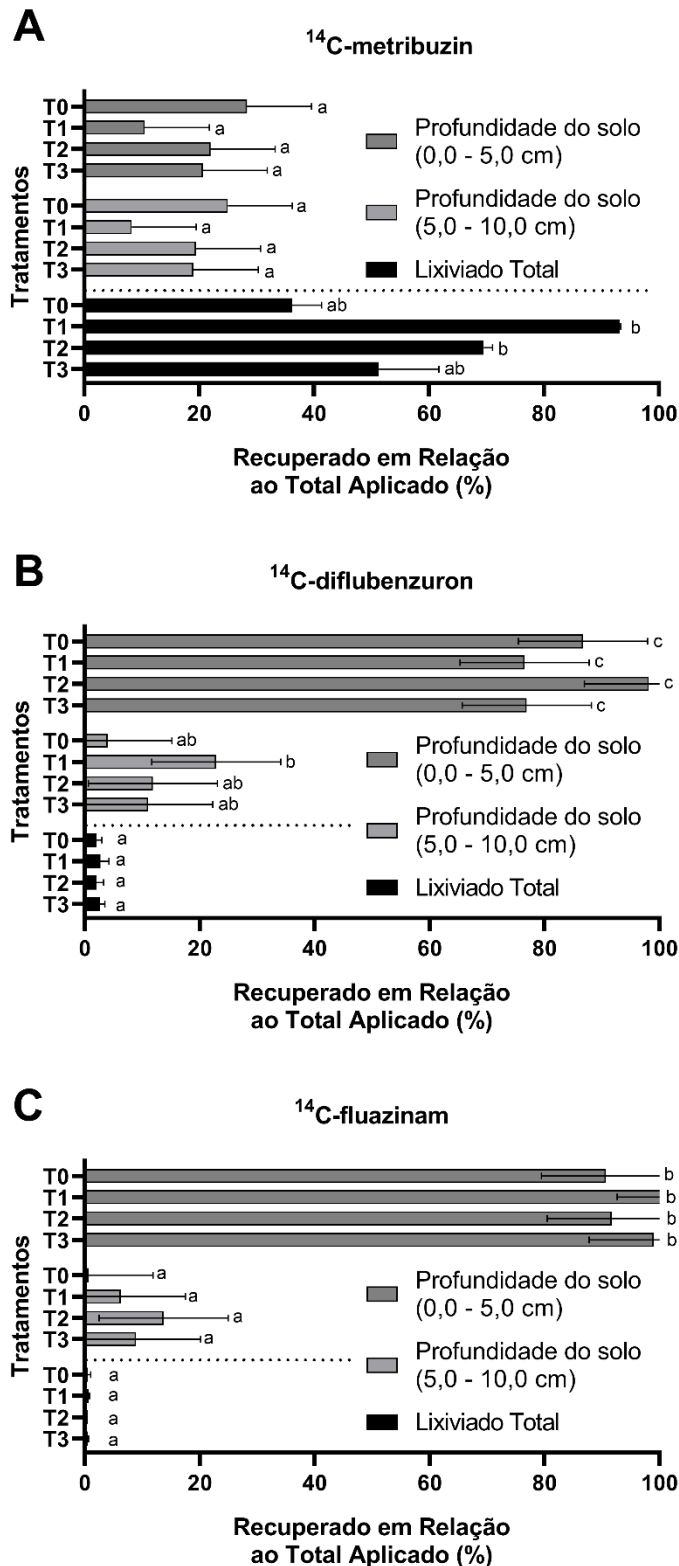 A
¹⁴C-metribuzin
Tratamentos
T0 a
T1 a
T2 a
T3 a
T0 a
T1 a
T2 a
T3 a
T0 ab
T1 b
T2 b
T3 ab
Profundidade do solo
(0,0 - 5,0 cm)
Profundidade do solo
(5,0 - 10,0 cm)
Lixiviado Total
0 20 40 60 80 100
Recuperado em Relação
ao Total Aplicado (%)
B
¹⁴C-diflubenzuron
Tratamentos
T0 c
T1 c
T2 c
T3 c
T0 ab
T1 b
T2 ab
T3 ab
T0 a
T1 a
T2 a
T3 a
Profundidade do solo
(0,0 - 5,0 cm)
Profundidade do solo
(5,0 - 10,0 cm)
Lixiviado Total
0 20 40 60 80 100
Recuperado em Relação
ao Total Aplicado (%)
C
¹⁴C-fluazinam
Tratamentos
T0 b
T1 b
T2 b
T3 b
T0 a
T1 a
T2 a
T3 a
T0 a
T1 a
T2 a
T3 a
Profundidade do solo
(0,0 - 5,0 cm)
Profundidade do solo
(5,0 - 10,0 cm)
Lixiviado Total
0 20 40 60 80 100
Recuperado em Relação
ao Total Aplicado (%)